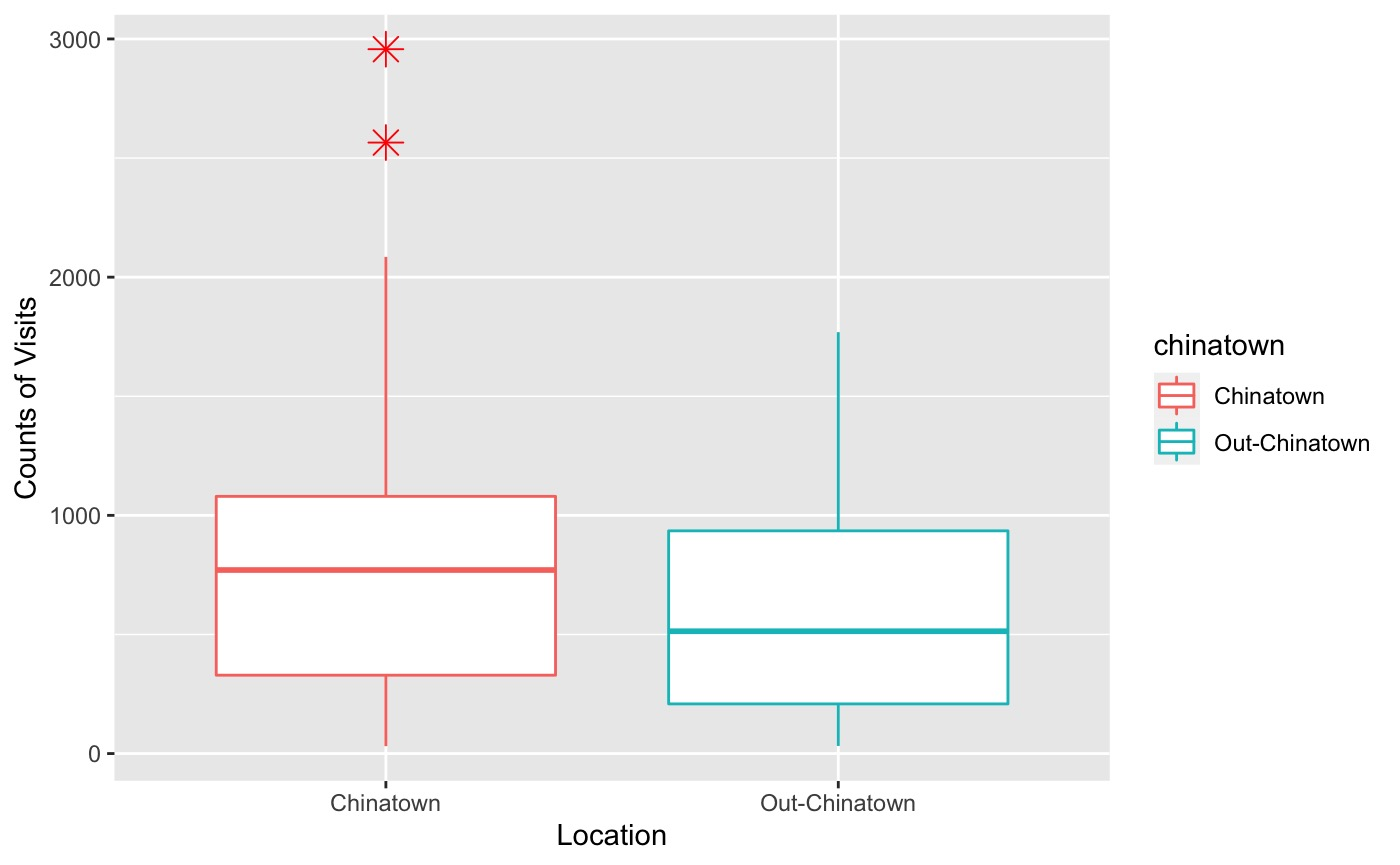 3000
2000
1000
0
Counts of Visits
Chinatown
Out-Chinatown
Location
chinatown
Chinatown
Out-Chinatown